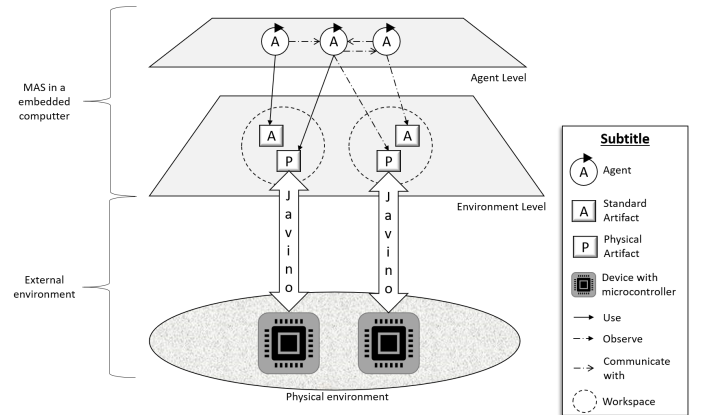 A
A
A
Agent Level
MAS in a
embedded
computter
A
P
A
P
Environment Level
J
a
v
i
n
o
J
a
v
i
n
o
External
environment
Physical environment
Subtitle
A Agent
A Standard
Artifact
P Physical
Artifact
Device with
microcontroller
Use
Observe
Communicate
with
Workspace